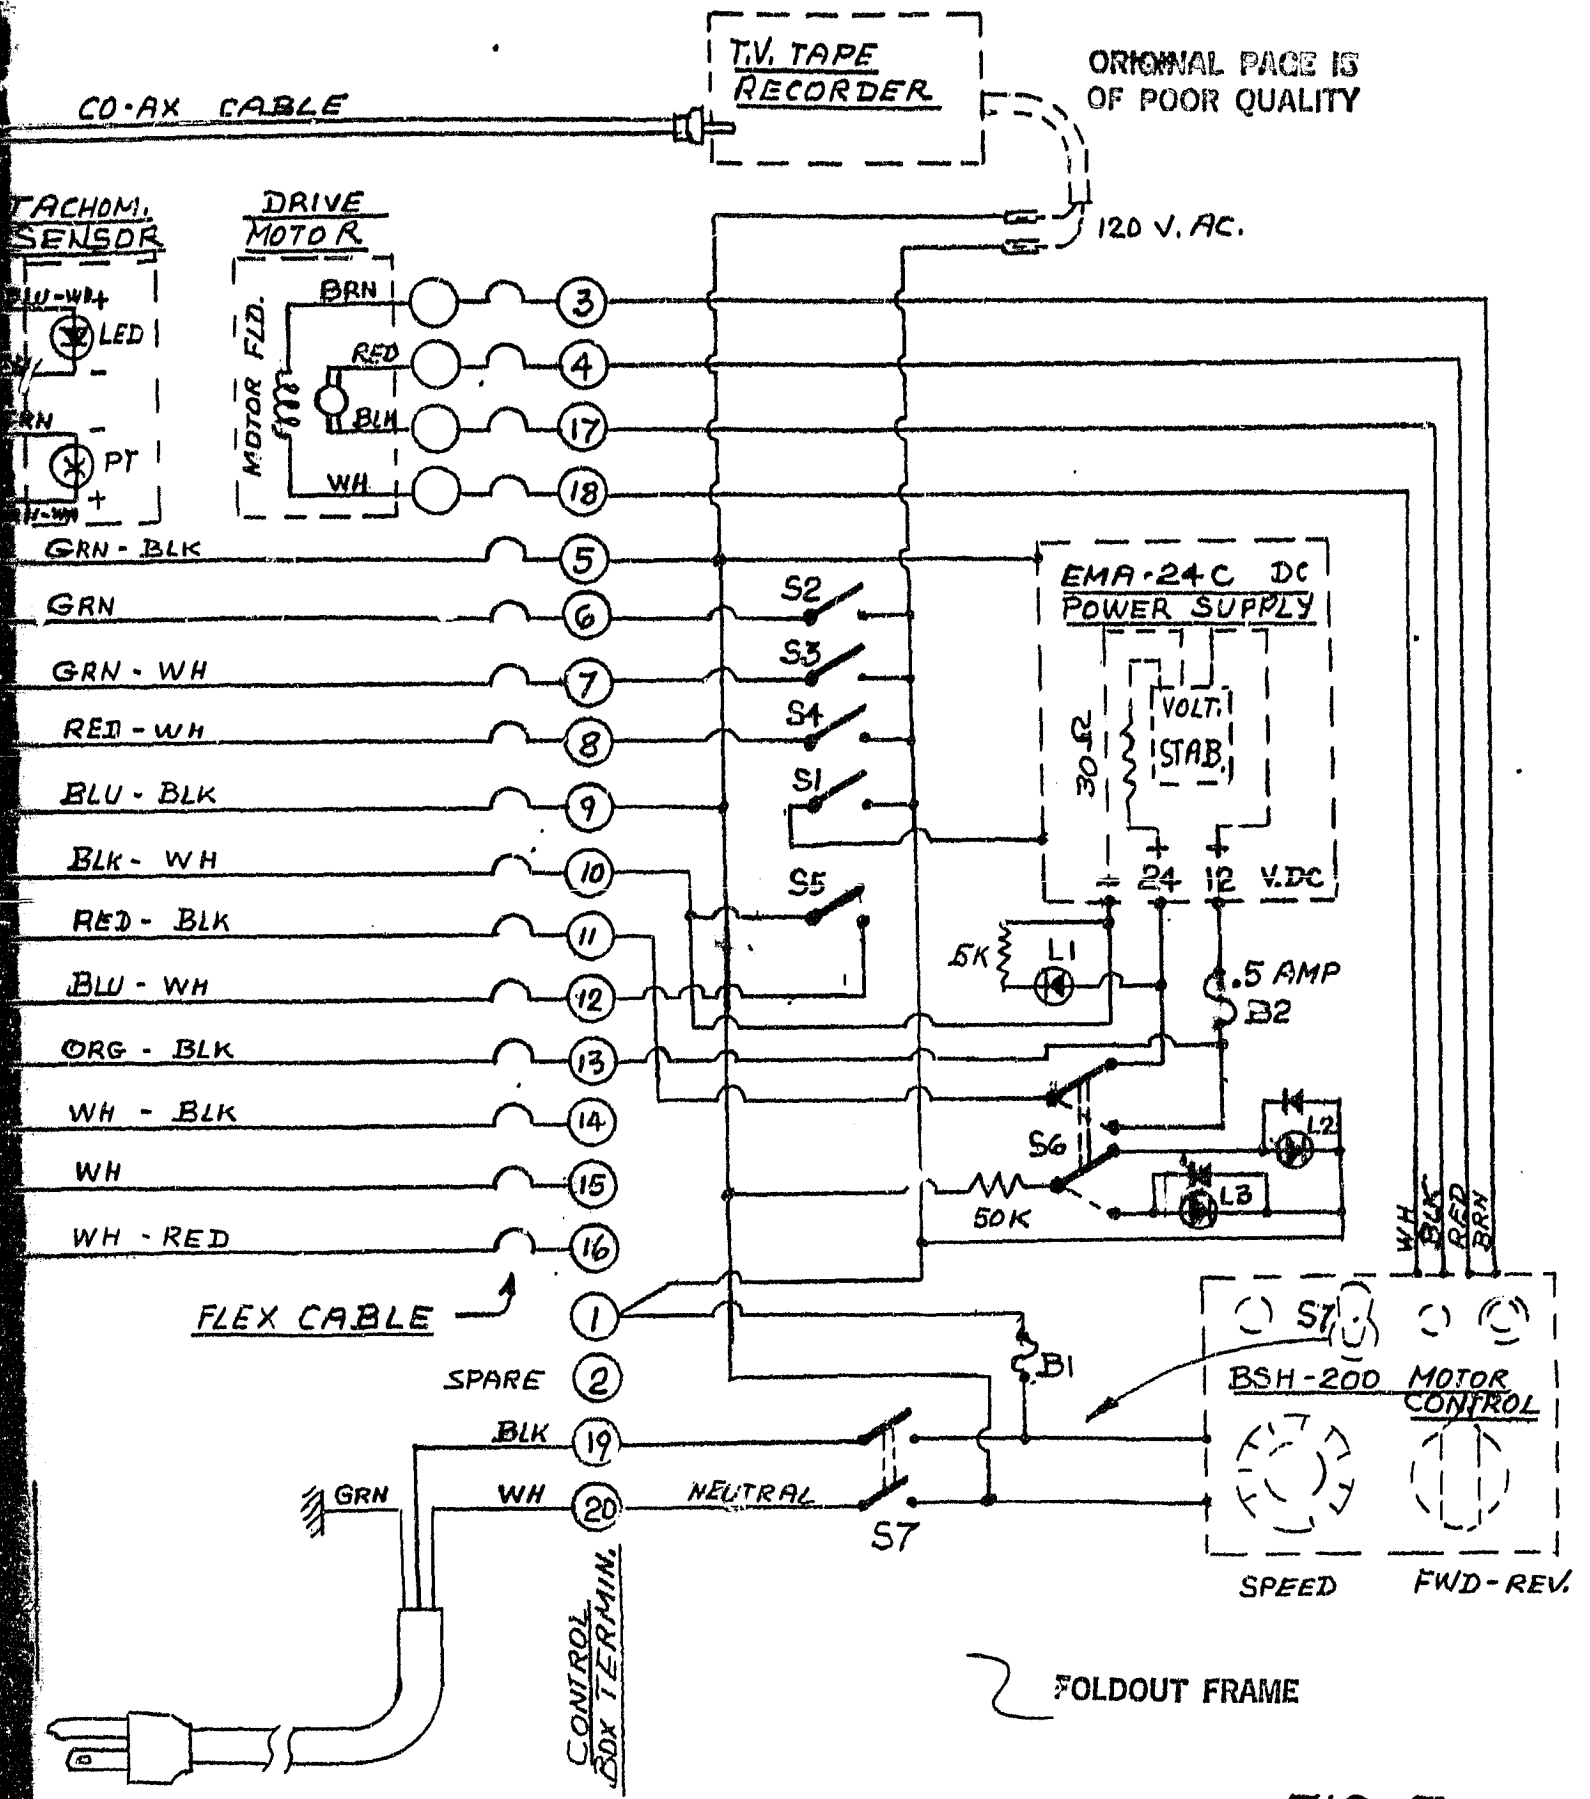 T.V. TAPE
RECORDER
ORIGINAL PAGE IS
OF POOR QUALITY
CO-AX CABLE
120 V. AC.
TACHOM.
SENSOR
DRIVE
MOTOR
BLU-WH +
LED
-
-
PT
+
MOTOR FLD.
BRN
RED
BLK
WH
3
4
17
18
GRN - BLK
5
GRN
6
GRN - WH
7
RED - WH
8
BLU - BLK
9
BLK - WH
10
RED - BLK
11
BLU - WH
12
ORG - BLK
13
WH - BLK
14
WH
15
WH - RED
16
FLEX CABLE
1
SPARE
2
BLK
19
GRN
WH
20
NEUTRAL
S7
CONTROL
BOX TERMIN.
S2
S3
S4
S1
S5
EMA-24C DC
POWER SUPPLY
VOLT.
STAB.
30Ω
- + +
24 12 V.DC
5K
L1
.5 AMP
B2
S6
L2
L3
50K
B1
WH
BLK
RED
BRN
S7
BSH-200 MOTOR
CONTROL
SPEED
FWD-REV.
FOLDOUT FRAME